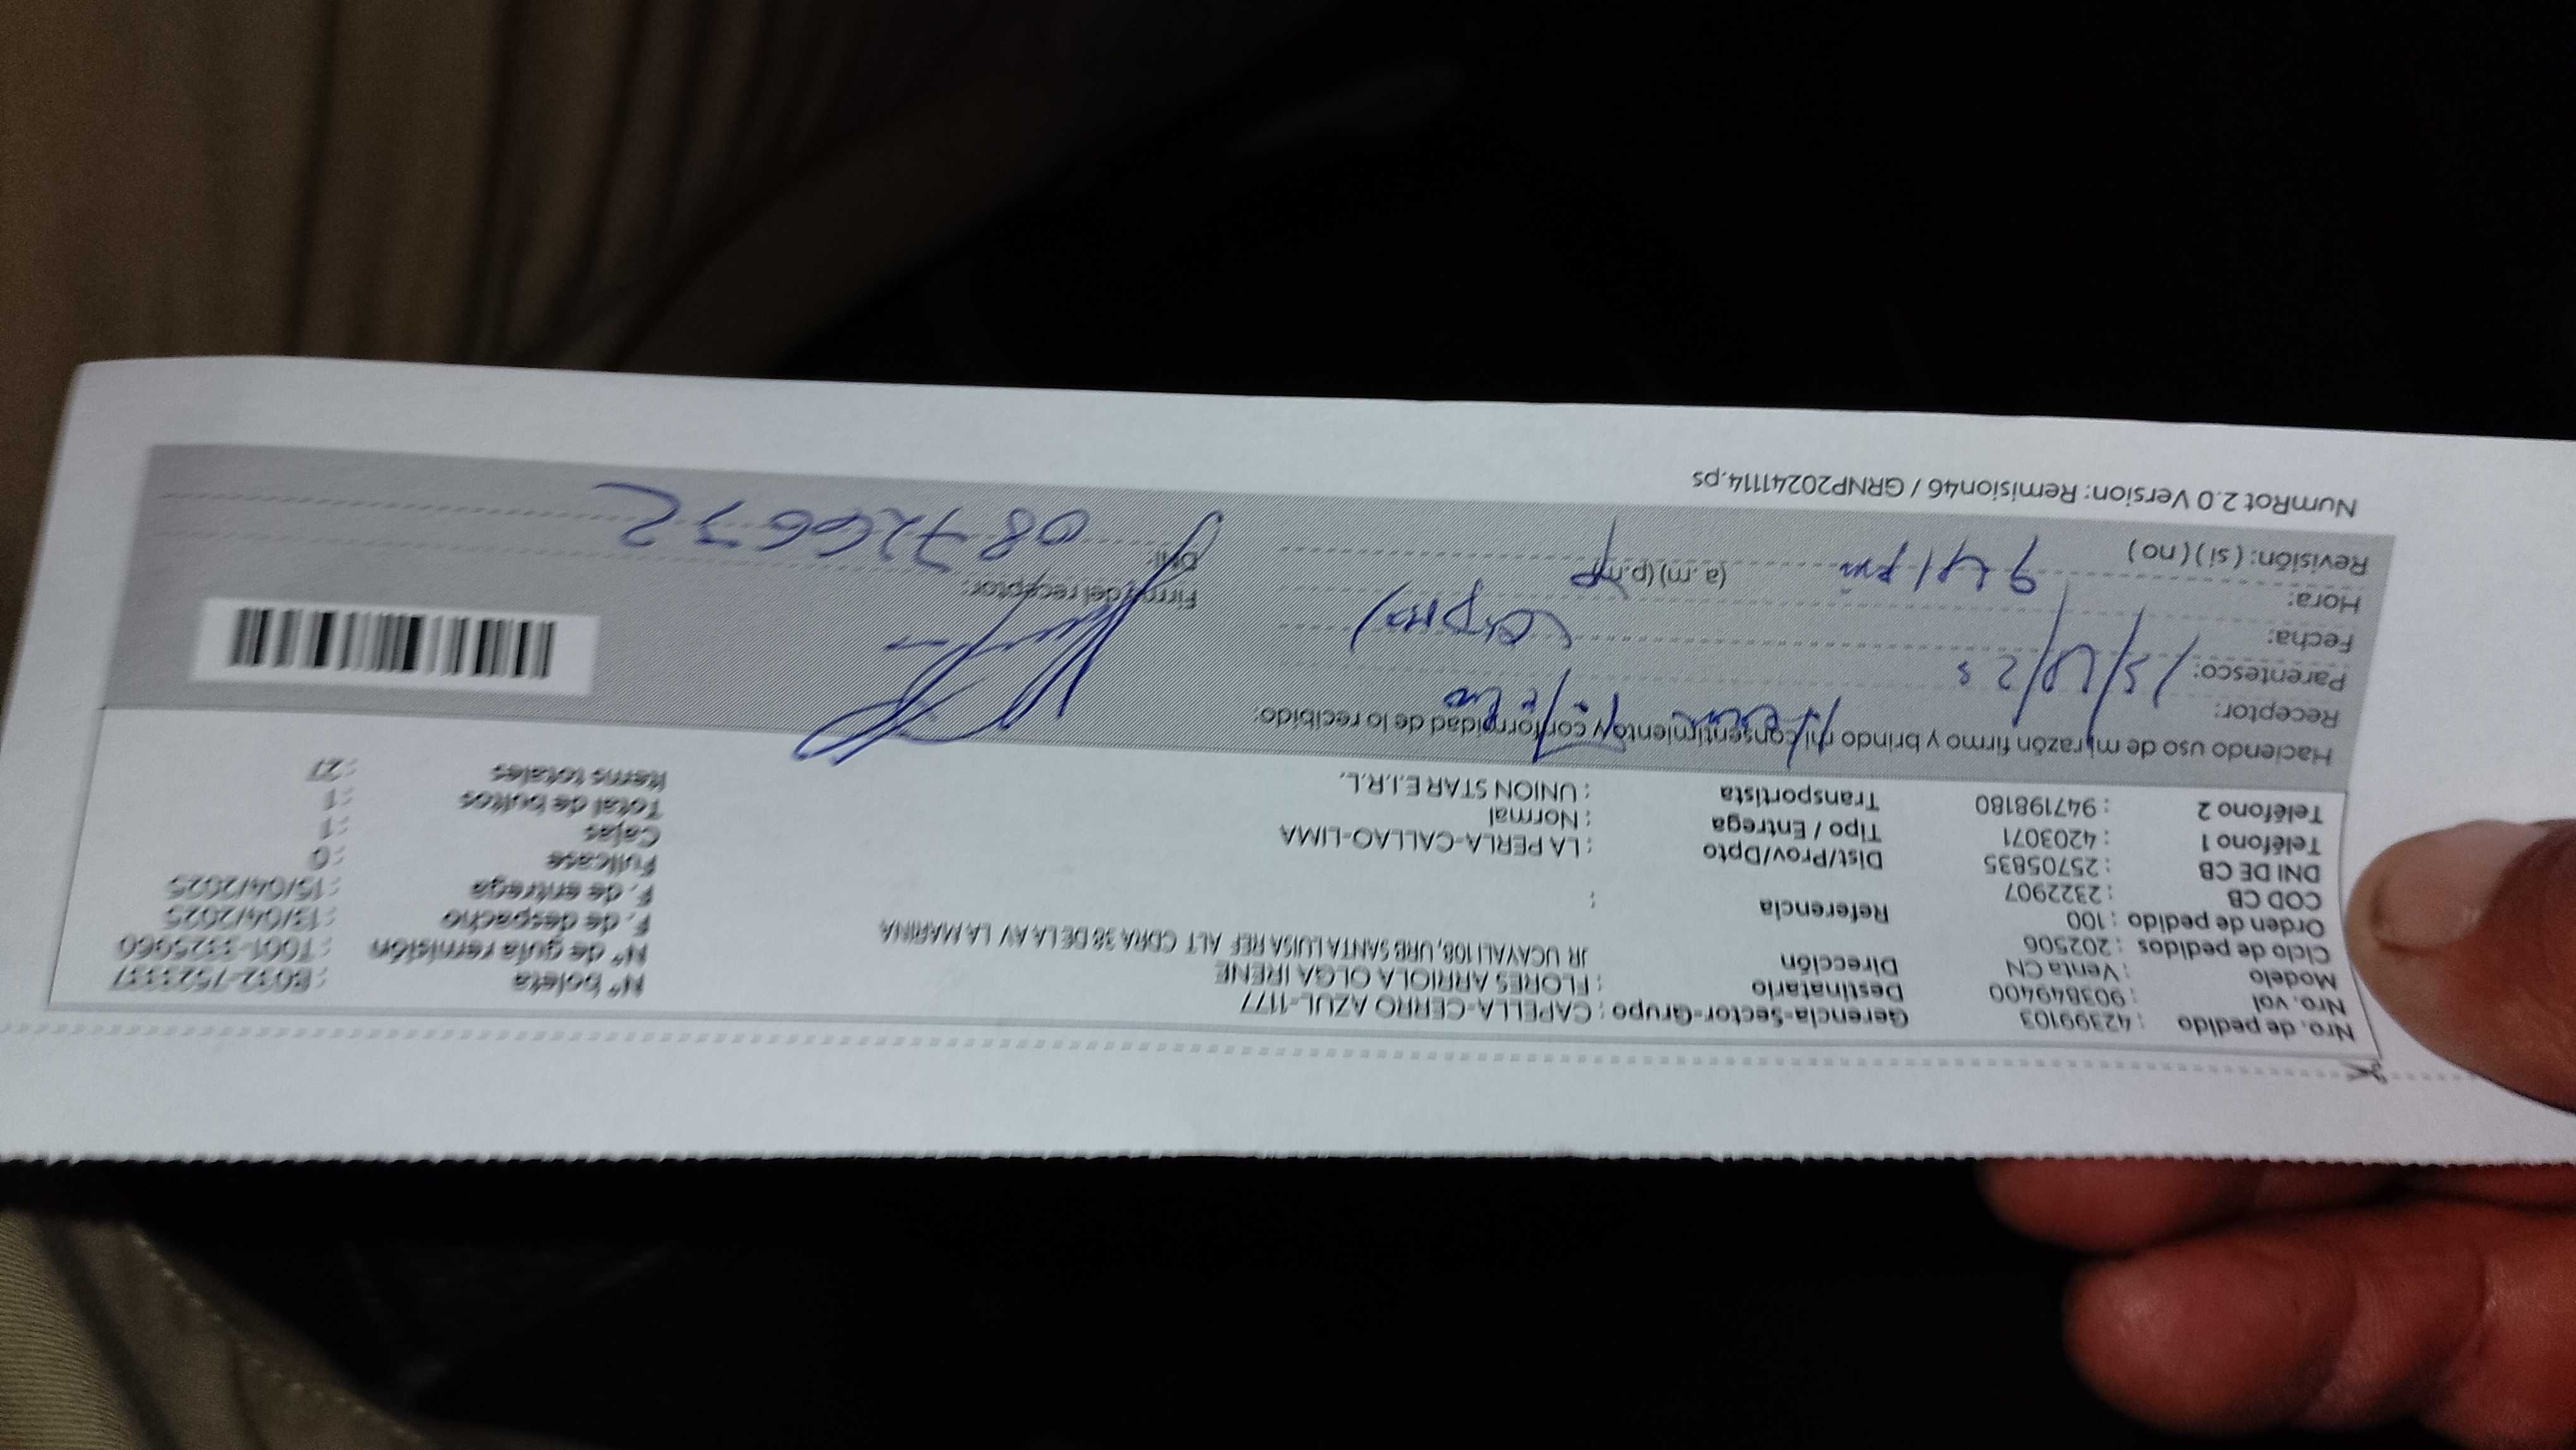 Nro. de pedido : 42399103 Gerencia-Sector-Grupo : CAPELLA-CERRO AZUL-1177 N° boleta : B032-7523337
Nro. vol : 903849400 Destinatario : FLORES ARRIOLA OLGA IRENE N° de guía remisión : T001-3325060
Modelo : Venta CN Dirección JR UCAYALI 108, URB SANTA LUISA REF ALT CDRA 38 DE LA AV LA MARINA F. de despacho : 13/04/2025
Ciclo de pedidos : 202506 F. de entrega : 15/04/2025
Orden de pedido : 100 Referencia : Fullcase : 0
COD CB : 2322907 Cajas : 1
DNI DE CB : 25705835 Dist/Prov/Dpto : LA PERLA-CALLAO-LIMA Total de bultos : 1
Teléfono 1 : 4203071 Tipo / Entrega : Normal Items totales : 27
Teléfono 2 : 947198180 Transportista : UNION STAR E.I.R.L.
Haciendo uso de mi razón firmo y brindo mi consentimiento y conformidad de lo recibido:
Receptor:
Parentesco:
Fecha:
Hora: 9 41 pm (a.m) (p.m) Firma del receptor:
Revisión: ( si ) ( no ) DNI: 08726672
NumRot 2.0 Version: Remision46 / GRNP20241114.ps